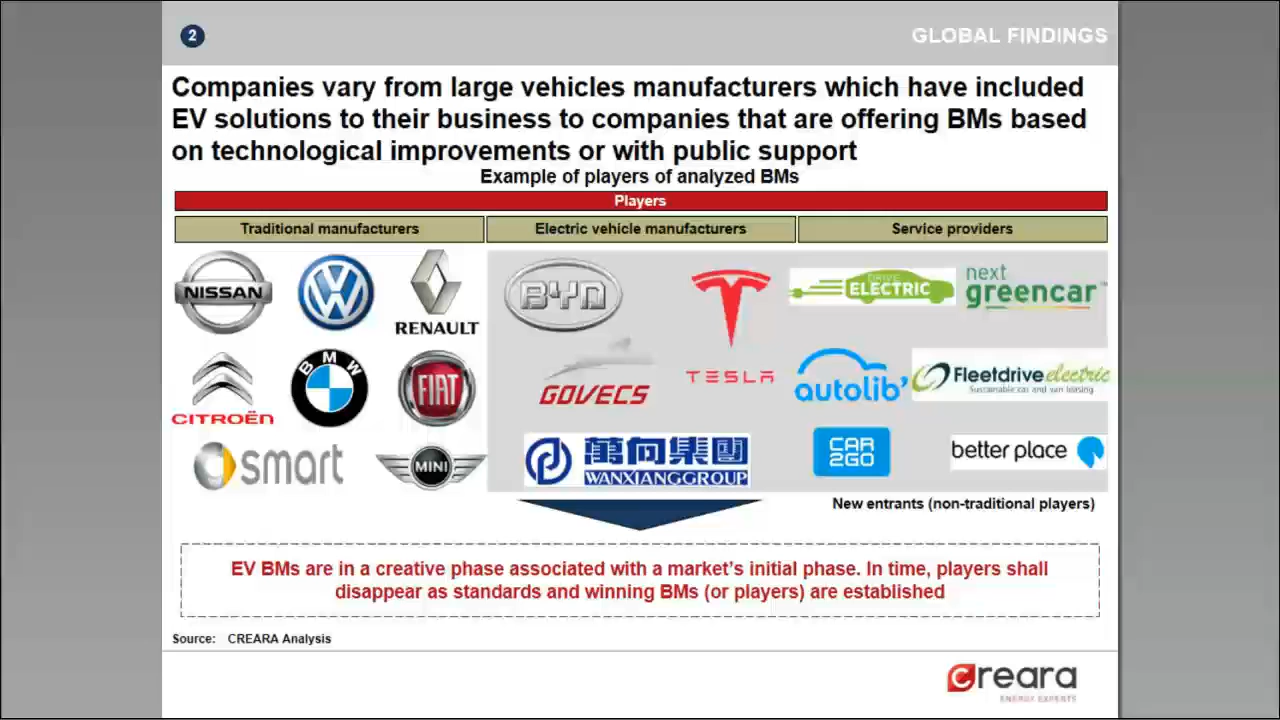 2
GLOBAL FINDINGS
Companies vary from large vehicles manufacturers which have included
EV solutions to their business to companies that are offering BMs based
on technological improvements or with public support
Example of players of analyzed BMs
Players
Traditional manufacturers
Electric vehicle manufacturers
Service providers
NISSAN
RENAULT
CITROËN
BMW
FIAT
smart
MINI
BYD
TESLA
GOVECS
萬向集團
WANXIANGGROUP
DRIVE
ELECTRIC
next
greencar™
autolib'
Fleetdrive electric
Sustainable car and van leasing
CAR
2GO
better place
New entrants (non-traditional players)
EV BMs are in a creative phase associated with a market's initial phase. In time, players shall
disappear as standards and winning BMs (or players) are established
Source: CREARA Analysis
creara
ENERGY EXPERTS